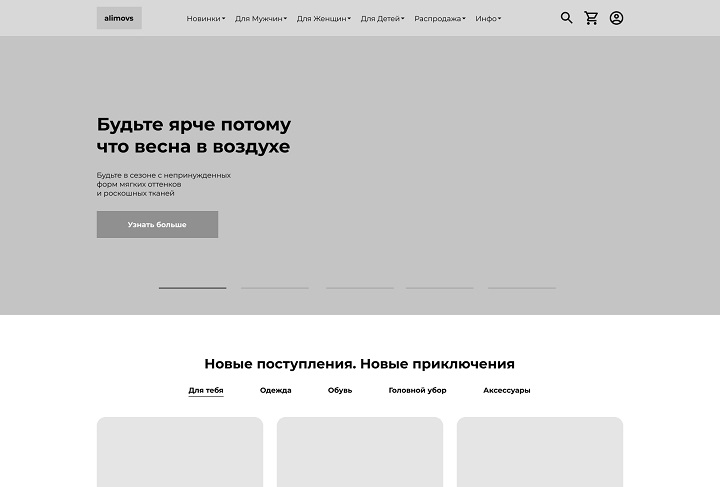 alimovs
Новинки
Для Мужчин
Для Женщин
Для Детей
Распродажа
Инфо
Будьте ярче потому
что весна в воздухе
Будьте в сезоне с непринужденных
форм мягких оттенков
и роскошных тканей
Узнать больше
Новые поступления. Новые приключения
Для тебя
Одежда
Обувь
Головной убор
Аксессуары